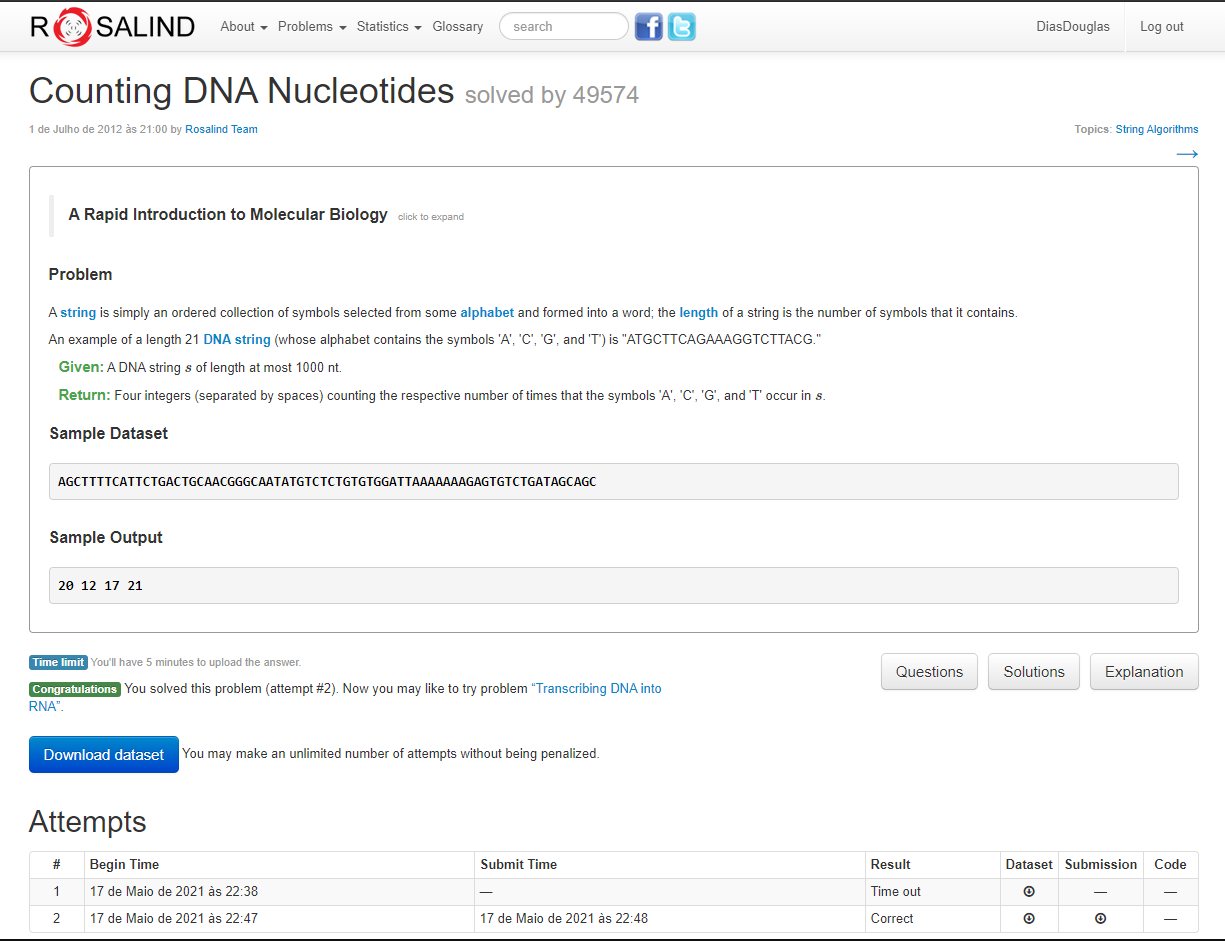 ROSALIND About Problems Statistics Glossary search DiasDouglas Log out
Counting DNA Nucleotides solved by 49574
1 de Julho de 2012 às 21:00 by Rosalind Team Topics: String Algorithms
→
A Rapid Introduction to Molecular Biology click to expand
Problem
A string is simply an ordered collection of symbols selected from some alphabet and formed into a word; the length of a string is the number of symbols that it contains.
An example of a length 21 DNA string (whose alphabet contains the symbols 'A', 'C', 'G', and 'T') is "ATGCTTCAGAAAGGTCTTACG."
Given: A DNA string s of length at most 1000 nt.
Return: Four integers (separated by spaces) counting the respective number of times that the symbols 'A', 'C', 'G', and 'T' occur in s.
Sample Dataset
AGCTTTTCATTCTGACTGCAACGGGCAATATGTCTCTGTGTGGATTAAAAAAAGAGTGTCTGATAGCAGC
Sample Output
20 12 17 21
Time limit You'll have 5 minutes to upload the answer. Questions Solutions Explanation
Congratulations You solved this problem (attempt #2). Now you may like to try problem “Transcribing DNA into
RNA”.
Download dataset You may make an unlimited number of attempts without being penalized.
Attempts
# Begin Time Submit Time Result Dataset Submission Code
1 17 de Maio de 2021 às 22:38 — Time out — —
2 17 de Maio de 2021 às 22:47 17 de Maio de 2021 às 22:48 Correct —